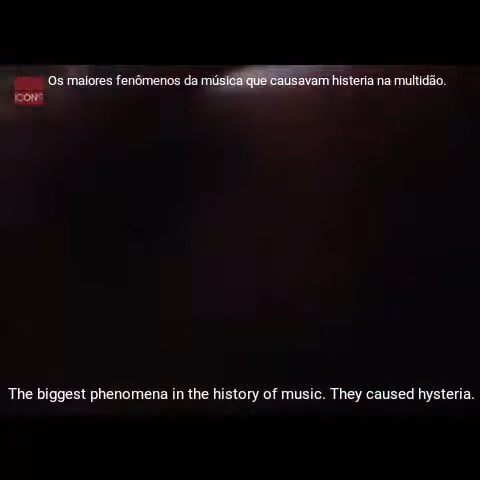 Os maiores fenômenos da música que causavam histeria na multidão.
ICONS
The biggest phenomena in the history of music. They caused hysteria.